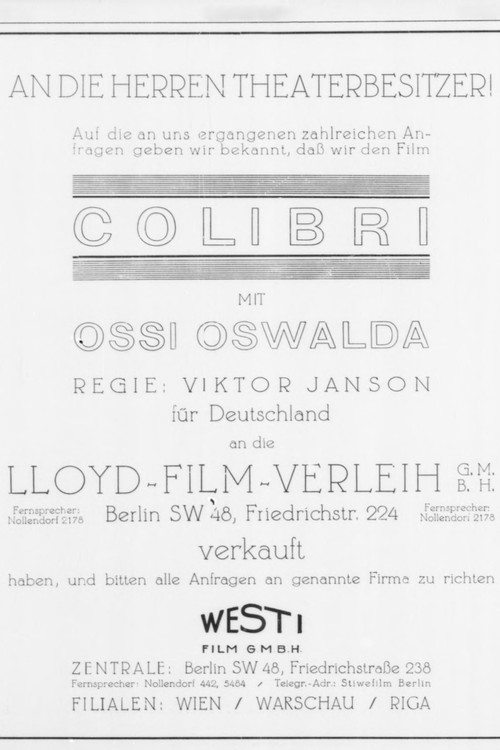 AN DIE HERREN THEATERBESITZER!
Auf die an uns ergangenen zahlreichen An-
fragen geben wir bekannt, daß wir den Film
COLIBRI
MIT
OSSI OSWALDA
REGIE: VIKTOR JANSON
für Deutschland
an die
LLOYD-FILM-VERLEIH G. M. B. H.
Fernsprecher: Nollendorf 2178 Berlin SW 48, Friedrichstr. 224 Fernsprecher: Nollendorf 2178
verkauft
haben, und bitten alle Anfragen an genannte Firma zu richten
WESTI
FILM G M B.H.
ZENTRALE: Berlin SW 48, Friedrichstraße 238
Fernsprecher: Nollendorf 442, 5464 / Telegr.-Adr.: Stiwefilm Berlin
FILIALEN: WIEN / WARSCHAU / RIGA